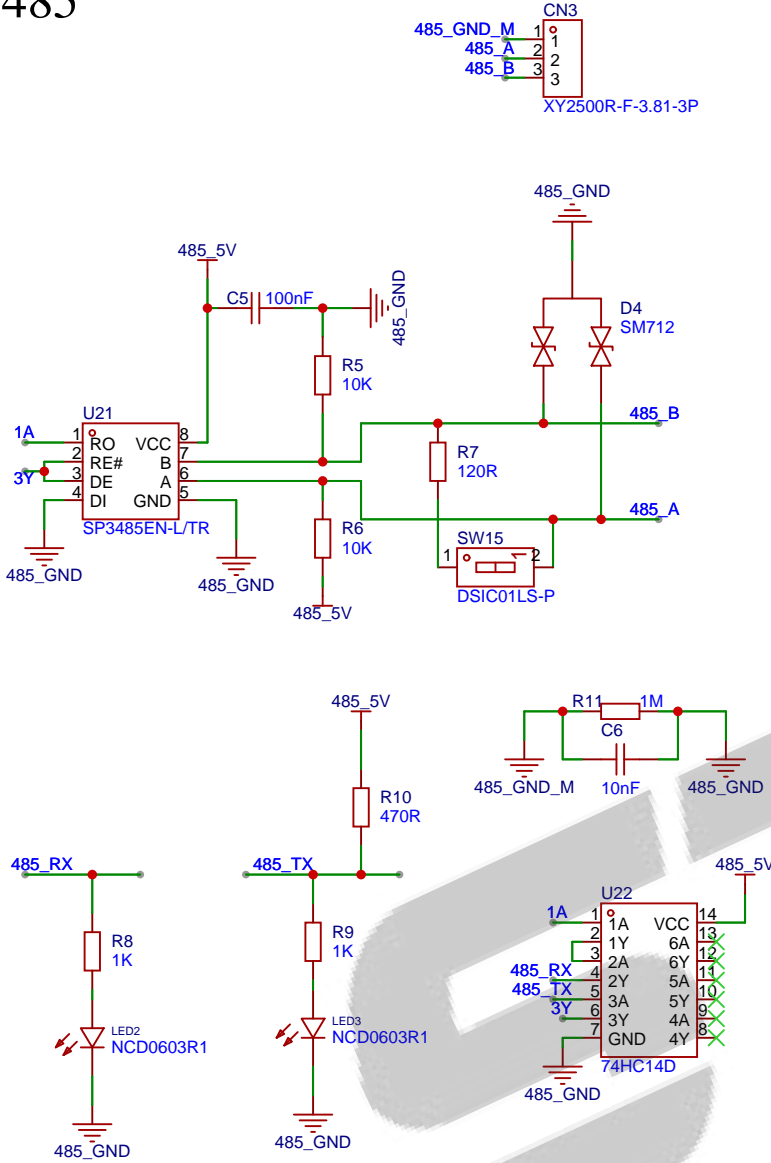 485
CN3
485_GND_M 1 1
485_A 2 2
485_B 3 3
XY2500R-F-3.81-3P
485_GND
485_5V
C5 100nF
485_GND
D4
SM712
R5
10K
U21
485_B
1A 1 RO VCC 8
2 RE# B 7
3Y 3 DE A 6
4 DI GND 5
SP3485EN-L/TR
R7
120R
485_A
R6
10K
SW15
1 1 2
DSIC01LS-P
485_GND
485_GND
485_5V
485_5V
R11 1M
C6
10nF
485_GND_M
485_GND
R10
470R
485_RX
485_TX
485_5V
R8
1K
R9
1K
LED2
NCD0603R1
LED3
NCD0603R1
485_GND
485_GND
U22
1A 1 1A VCC 14
2 1Y 6A 13
3 2A 6Y 12
485_RX 4 2Y 5A 11
485_TX 5 3A 5Y 10
3Y 6 3Y 4A 9
7 GND 4Y 8
74HC14D
485_GND